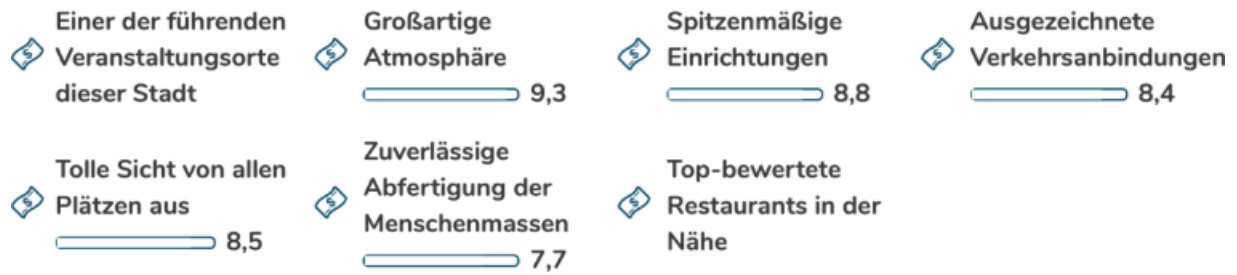 Einer der führenden
Veranstaltungsorte
dieser Stadt
Großartige
Atmosphäre
9,3
Spitzenmäßige
Einrichtungen
8,8
Ausgezeichnete
Verkehrsanbindungen
8,4
Tolle Sicht von allen
Plätzen aus
8,5
Zuverlässige
Abfertigung der
Menschenmassen
7,7
Top-bewertete
Restaurants in der
Nähe